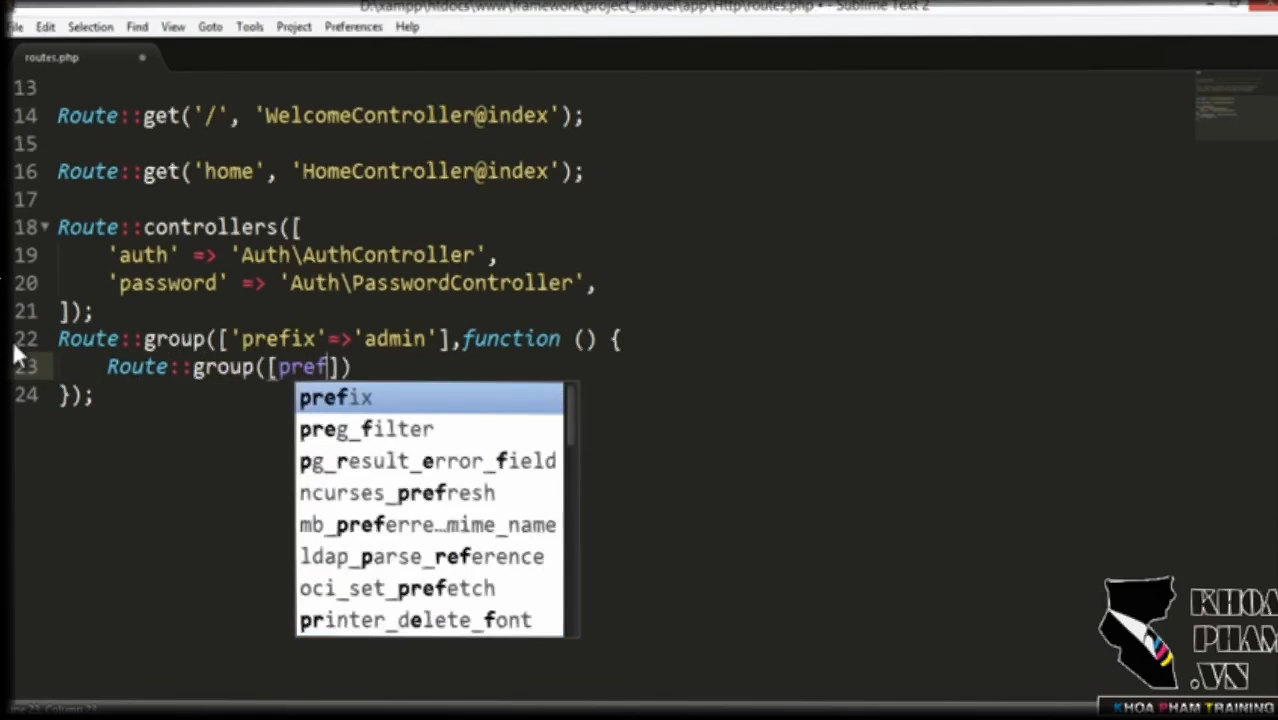 D:\xampp\htdocs\www\framework\project_laravel\app\Http\routes.php • - Sublime Text 2
File Edit Selection Find View Goto Tools Project Preferences Help
routes.php
13
14 Route::get('/', 'WelcomeController@index');
15
16 Route::get('home', 'HomeController@index');
17
18 Route::controllers([
19 'auth' => 'Auth\AuthController',
20 'password' => 'Auth\PasswordController',
21 ]);
22 Route::group(['prefix'=>'admin'],function () {
23 Route::group([pref])
24 });
prefix
preg_filter
pg_result_error_field
ncurses_prefresh
mb_preferre…mime_name
ldap_parse_reference
oci_set_prefetch
printer_delete_font
KHOA
PHAM
.VN
KHOA PHAM TRAINING